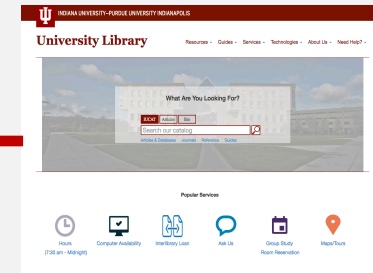 INDIANA UNIVERSITY–PURDUE UNIVERSITY INDIANAPOLIS
University Library
Resources Guides Services Technologies About Us Need Help?
What Are You Looking For?
IUCAT Articles Site
Search our catalog
Articles & Databases Journals Reference Guides
Popular Services
Hours Computer Availability Interlibrary Loan Ask Us Group Study Maps/Tours
(7:30 am - Midnight) Room Reservation